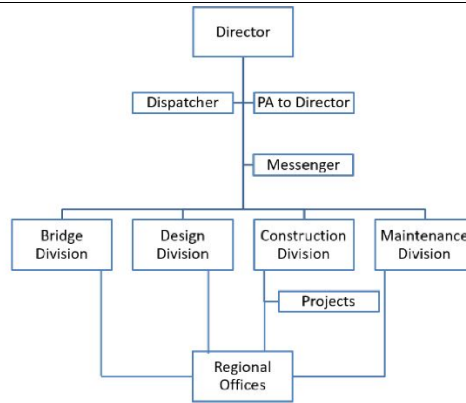 Director
Dispatcher
PA to Director
Messenger
Bridge
Division
Design
Division
Construction
Division
Maintenance
Division
Projects
Regional
Offices